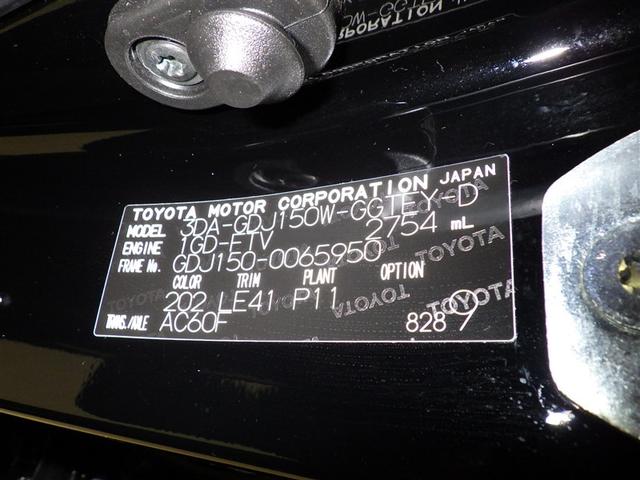 TOYOTA MOTOR CORPORATION JAPAN
MODEL 3DA-GDJ150W-GGTEY-D
ENGINE 1GD-FTV 2754 mL
FRAME No. GDJ150-0065950
COLOR TRIM PLANT OPTION
202 LE41 P11
TRANS./AXLE AC60F 828 9